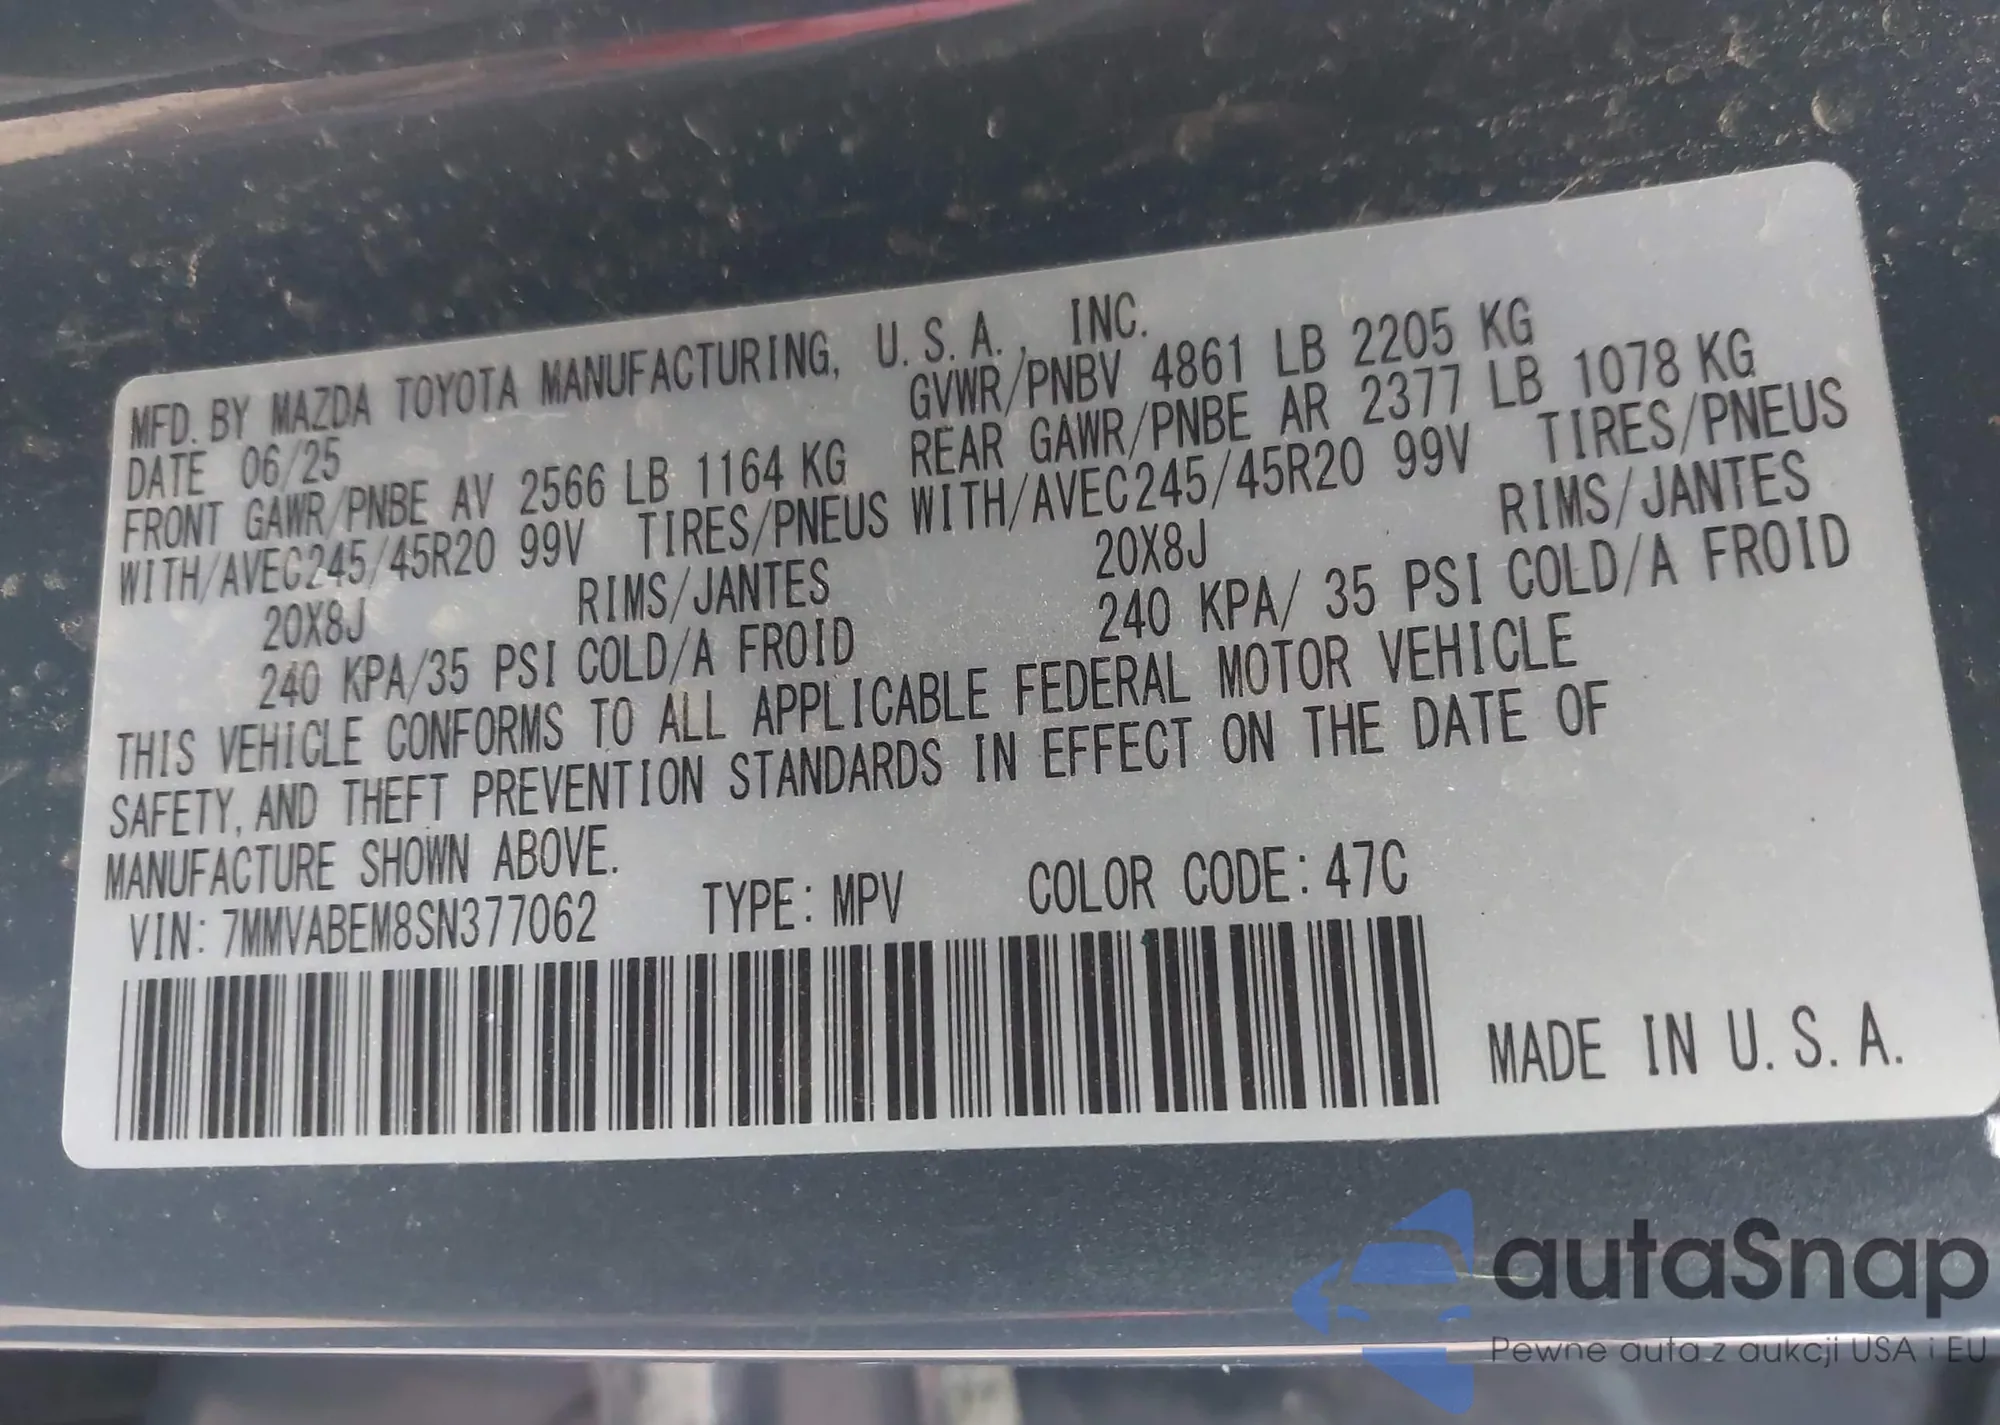 MFD. BY MAZDA TOYOTA MANUFACTURING, U.S.A., INC.
DATE 06/25 GVWR/PNBV 4861 LB 2205 KG
FRONT GAWR/PNBE AV 2566 LB 1164 KG REAR GAWR/PNBE AR 2377 LB 1078 KG
WITH/AVEC245/45R20 99V TIRES/PNEUS WITH/AVEC245/45R20 99V TIRES/PNEUS
20X8J RIMS/JANTES 20X8J RIMS/JANTES
240 KPA/35 PSI COLD/A FROID 240 KPA/ 35 PSI COLD/A FROID
THIS VEHICLE CONFORMS TO ALL APPLICABLE FEDERAL MOTOR VEHICLE
SAFETY, AND THEFT PREVENTION STANDARDS IN EFFECT ON THE DATE OF
MANUFACTURE SHOWN ABOVE.
VIN: 7MMVABEM8SN377062 TYPE: MPV COLOR CODE: 47C
MADE IN U.S.A.
autaSnap
Pewne auta z aukcji USA i EU